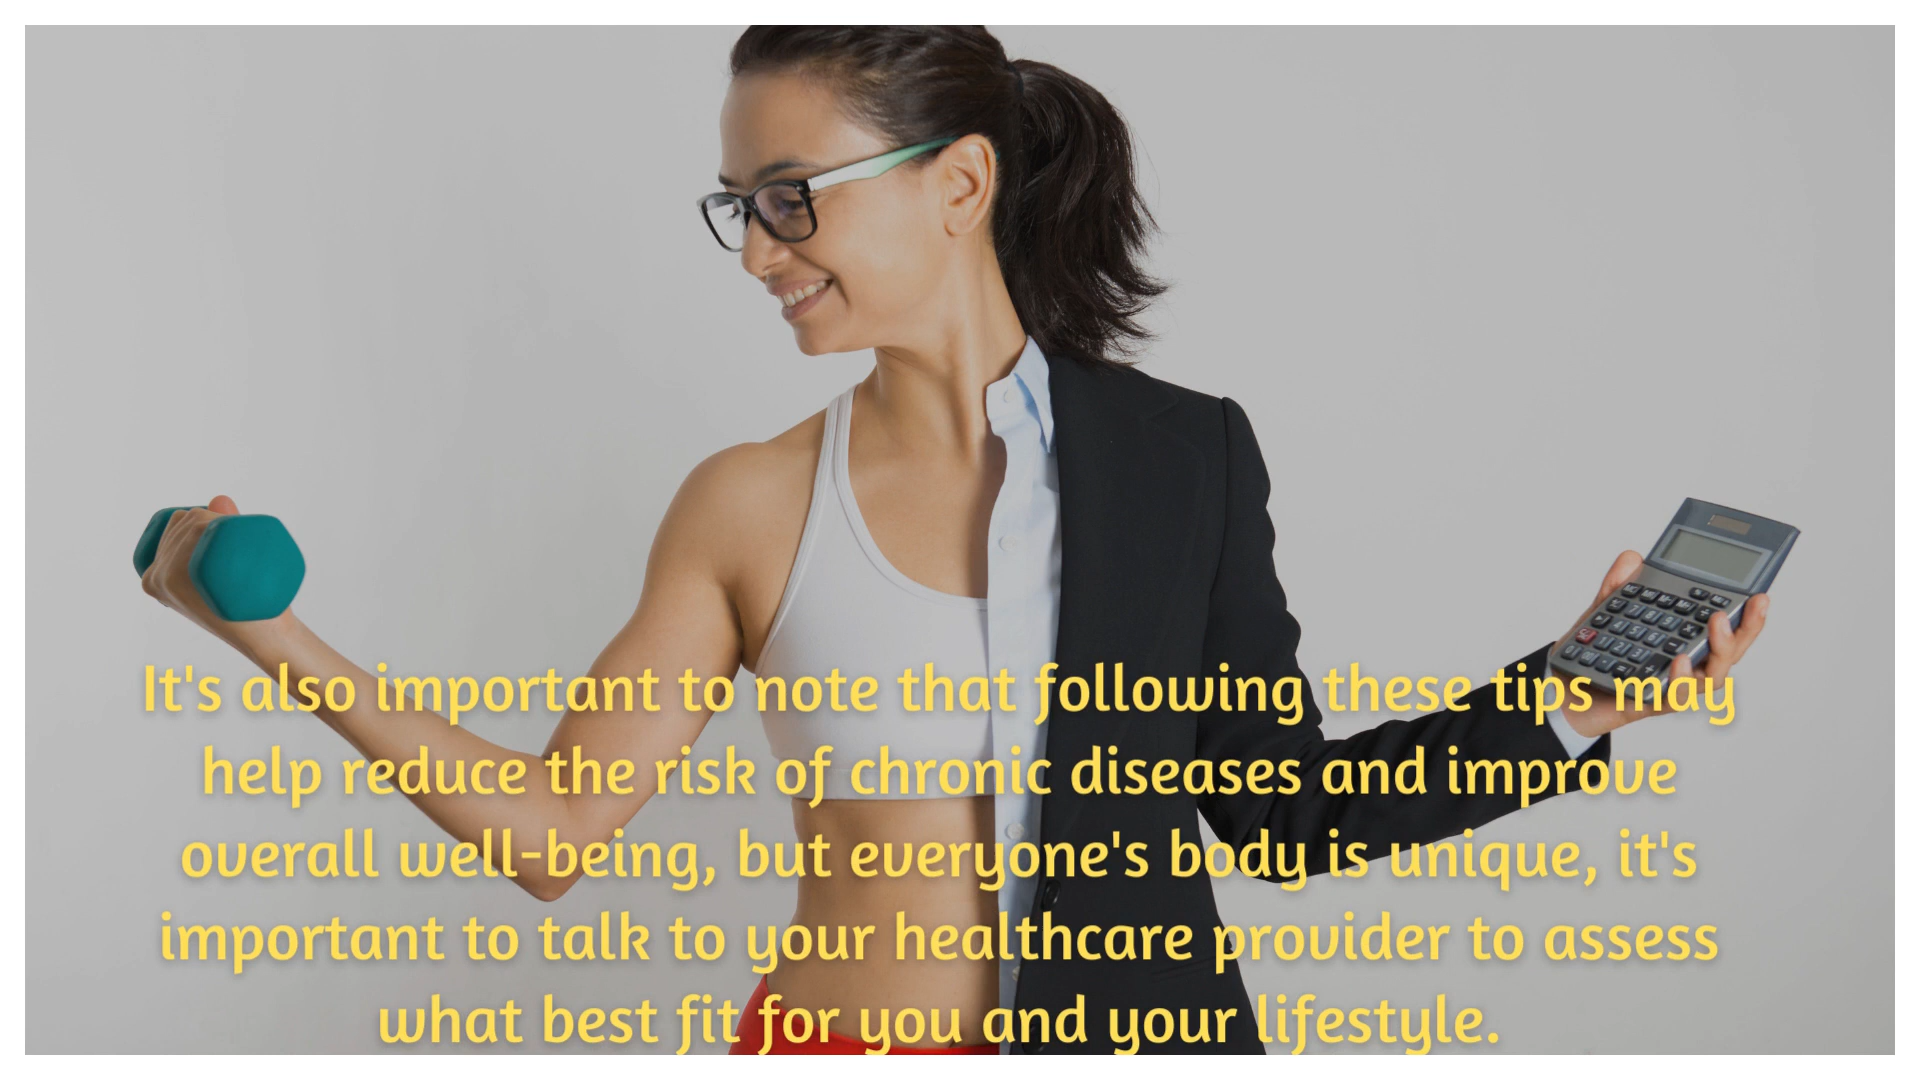 It's also important to note that following these tips may
help reduce the risk of chronic diseases and improve
overall well-being, but everyone's body is unique, it's
important to talk to your healthcare provider to assess
what best fit for you and your lifestyle.